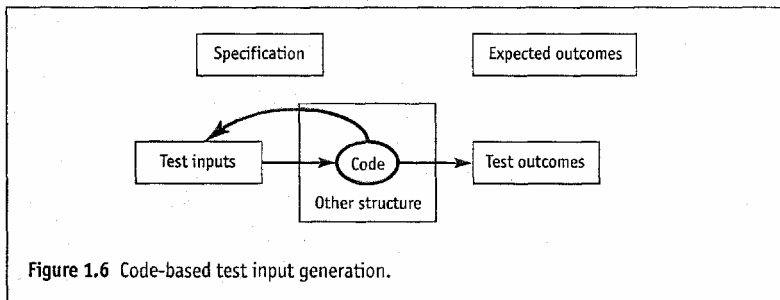 Specification
Expected outcomes
Test inputs
Code
Test outcomes
Other structure
Figure 1.6 Code-based test input generation.